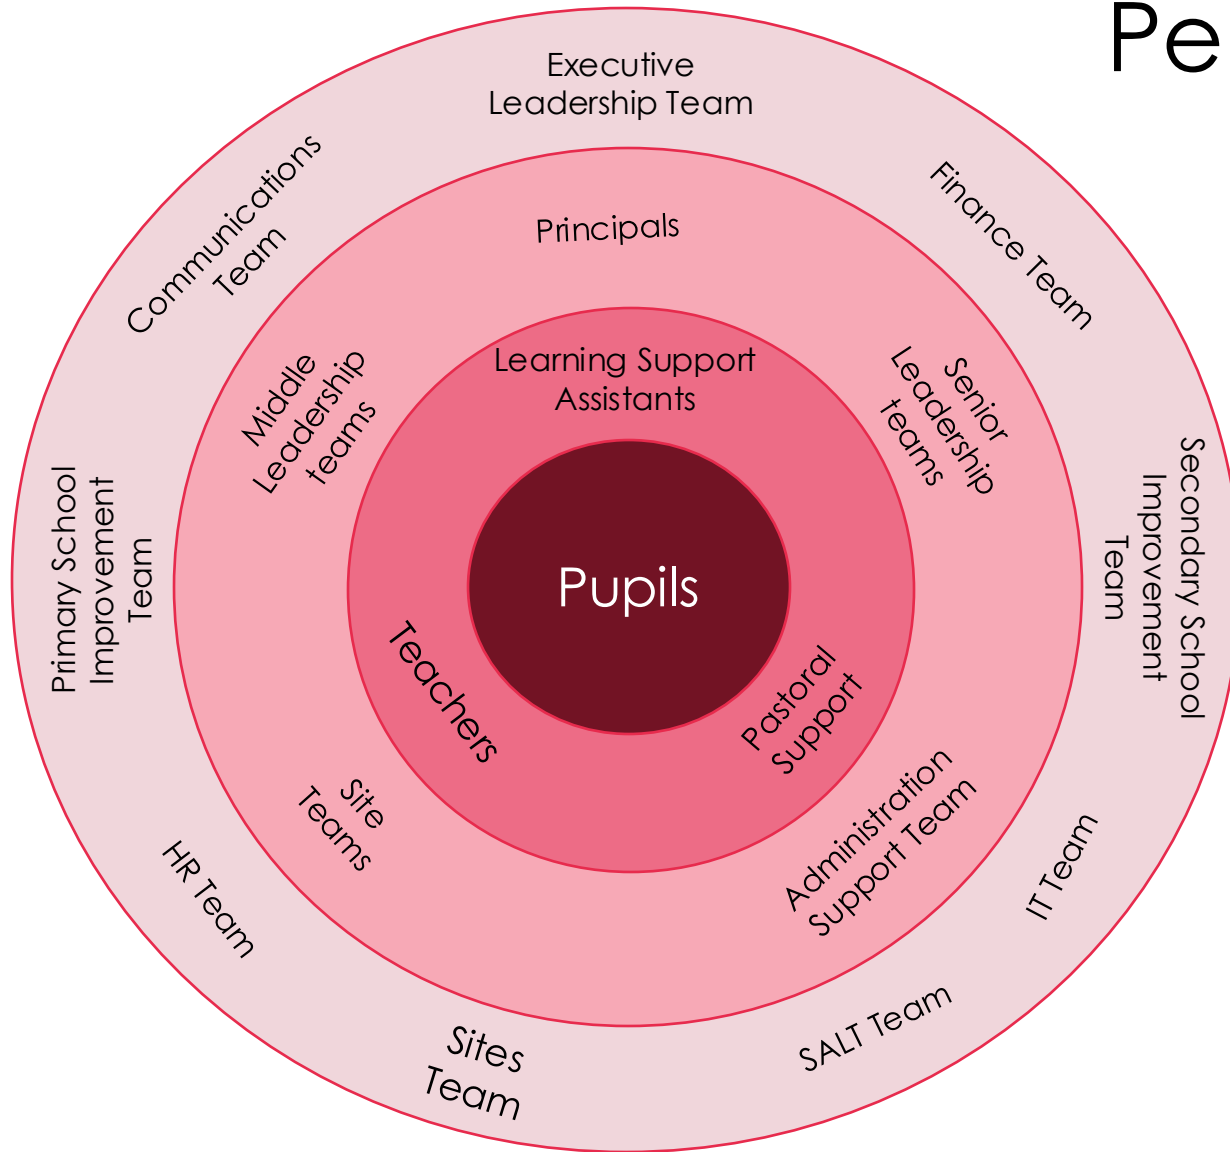 Pe
Executive
Leadership Team
Communications
Team
Finance Team
Principals
Middle
Leadership
teams
Learning Support
Assistants
Senior
Leadership
teams
Primary School
Improvement
Team
Secondary School
Improvement
Team
Pupils
Teachers
Pastoral
Support
Site
Teams
Administration
Support Team
HR Team
IT Team
Sites
Team
SALT Team